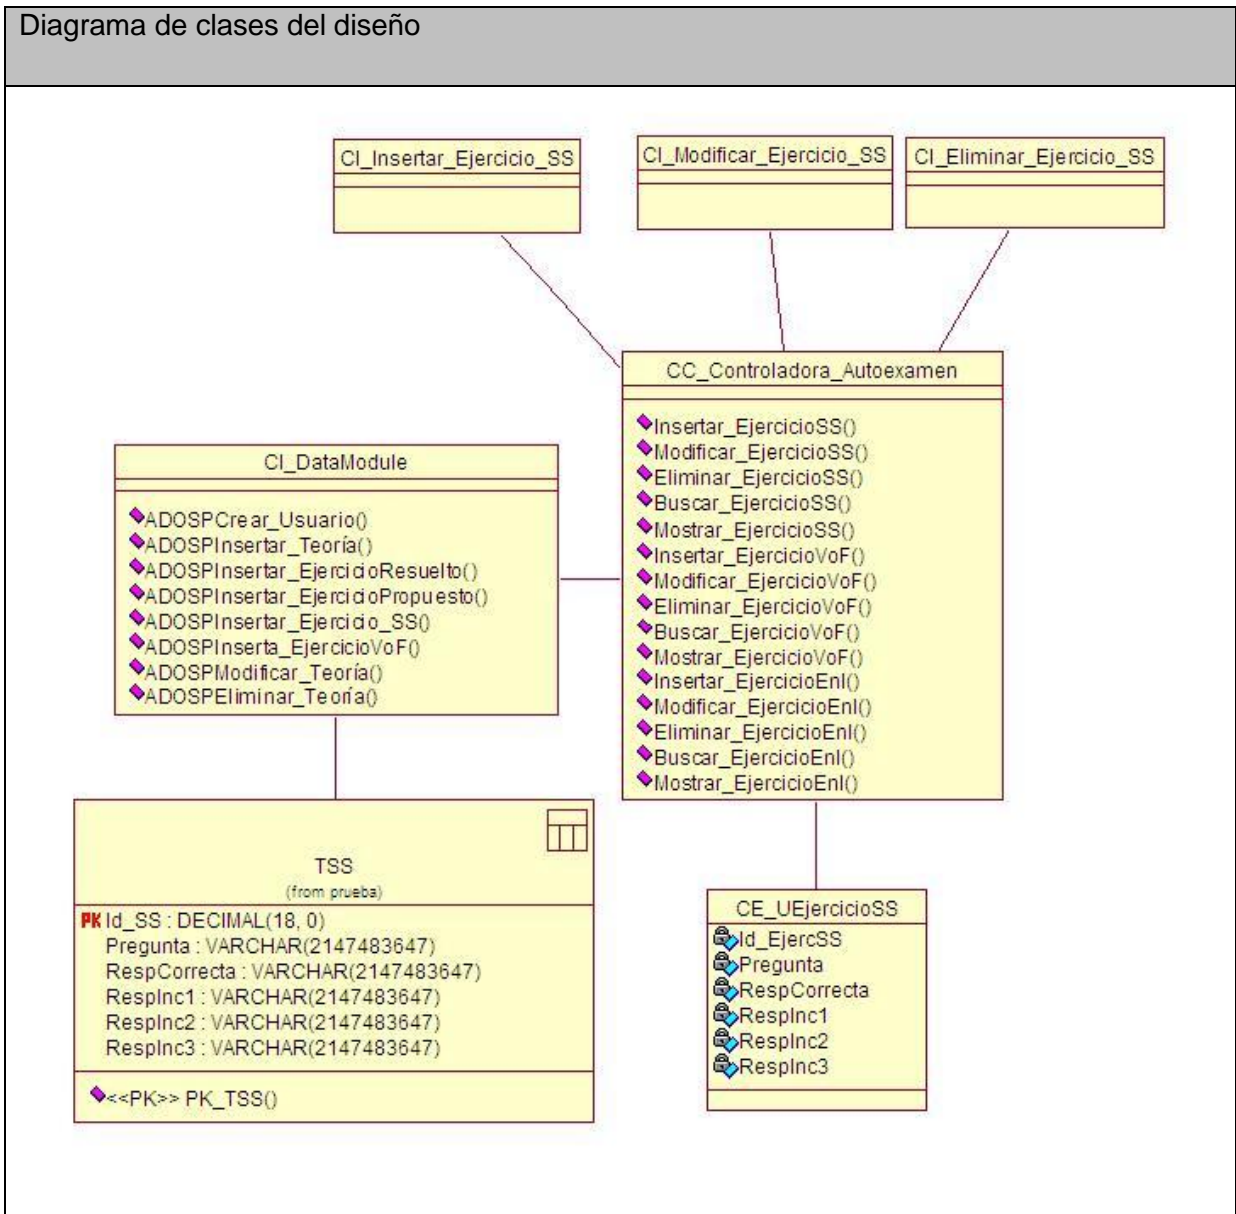 Diagrama de clases del diseño
CI_Insertar_Ejercicio_SS
CI_Modificar_Ejercicio_SS
CI_Eliminar_Ejercicio_SS
CC_Controladora_Autoexamen
Insertar_EjercicioSS()
Modificar_EjercicioSS()
Eliminar_EjercicioSS()
Buscar_EjercicioSS()
Mostrar_EjercicioSS()
Insertar_EjercicioVoF()
Modificar_EjercicioVoF()
Eliminar_EjercicioVoF()
Buscar_EjercicioVoF()
Mostrar_EjercicioVoF()
Insertar_EjercicioEnl()
Modificar_EjercicioEnl()
Eliminar_EjercicioEnl()
Buscar_EjercicioEnl()
Mostrar_EjercicioEnl()
CI_DataModule
ADOSPCrear_Usuario()
ADOSPInsertar_Teoría()
ADOSPInsertar_EjercicioResuelto()
ADOSPInsertar_EjercicioPropuesto()
ADOSPInsertar_Ejercicio_SS()
ADOSPInserta_EjercicioVoF()
ADOSPModificar_Teoría()
ADOSPEliminar_Teoría()
TSS
(from prueba)
PK Id_SS : DECIMAL(18, 0)
Pregunta : VARCHAR(2147483647)
RespCorrecta : VARCHAR(2147483647)
RespInc1 : VARCHAR(2147483647)
RespInc2 : VARCHAR(2147483647)
RespInc3 : VARCHAR(2147483647)
<<PK>> PK_TSS()
CE_UEjercicioSS
Id_EjercSS
Pregunta
RespCorrecta
RespInc1
RespInc2
RespInc3